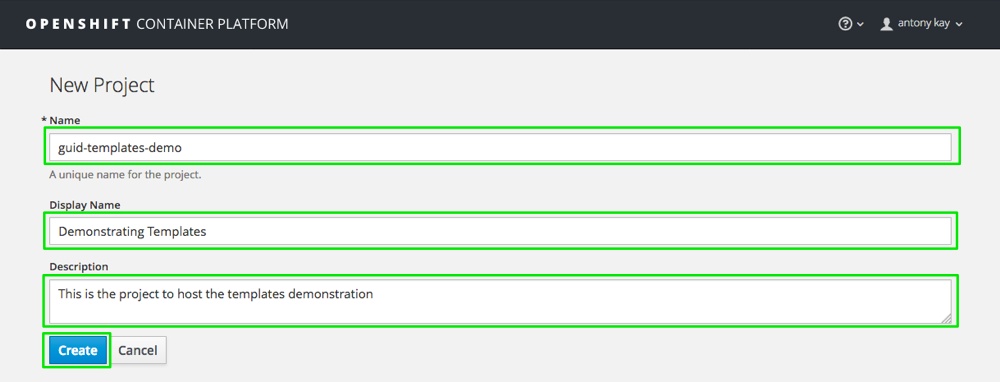 OPENSHIFT CONTAINER PLATFORM
antony kay
New Project
* Name
guid-templates-demo
A unique name for the project.
Display Name
Demonstrating Templates
Description
This is the project to host the templates demonstration
Create Cancel